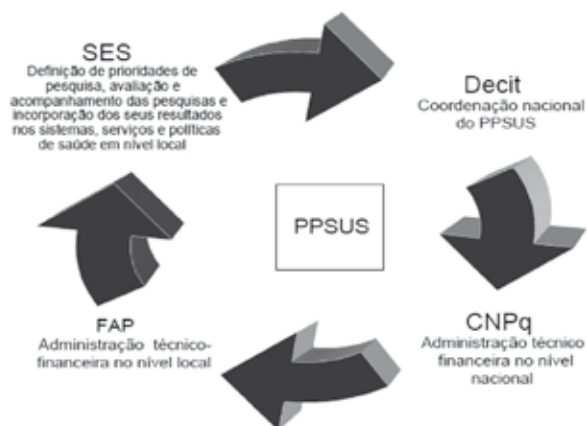 SES
Definição de prioridades de
pesquisa, avaliação e
acompanhamento das pesquisas e
incorporação dos seus resultados
nos sistemas, serviços e políticas
de saúde em nível local
Decit
Coordenação nacional
do PPSUS
PPSUS
CNPq
Administração técnico
financeira no nível
nacional
FAP
Administração técnico-
financeira no nível local